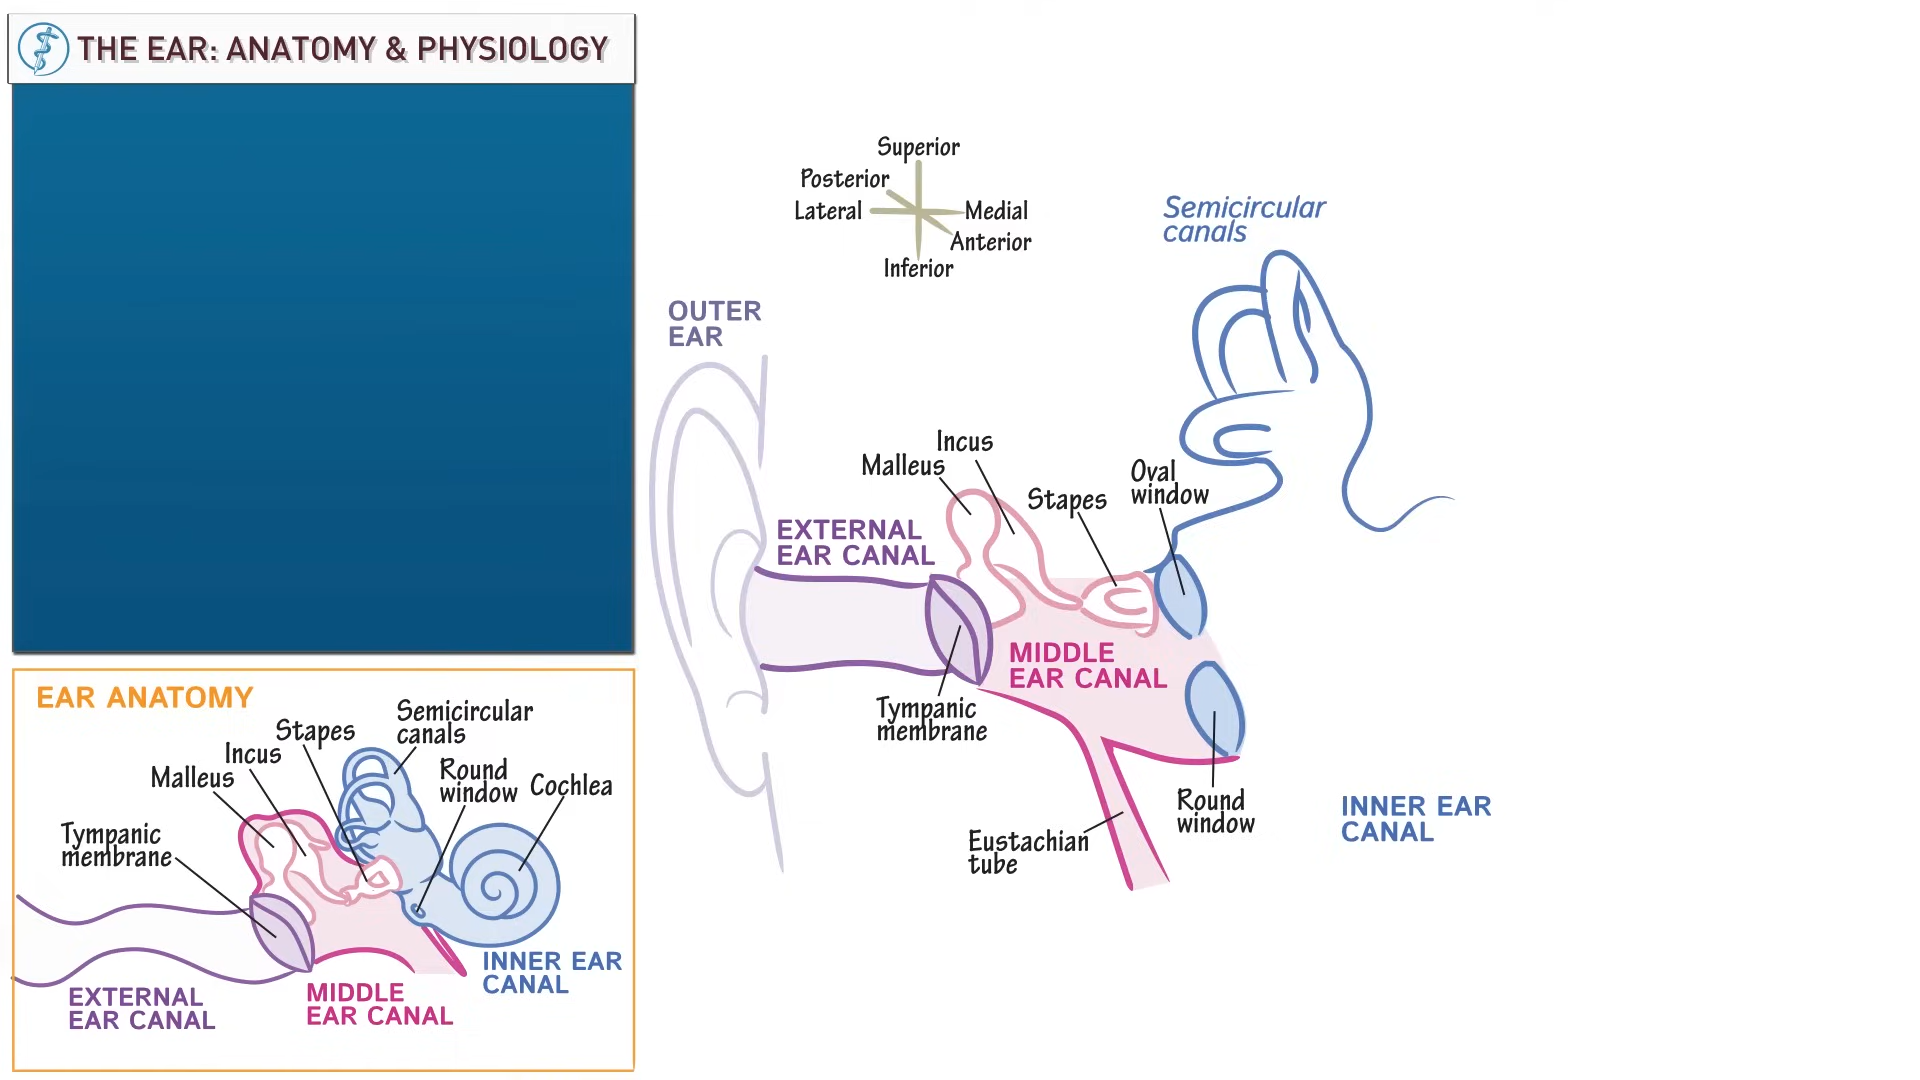 THE EAR: ANATOMY & PHYSIOLOGY
Superior
Posterior
Lateral
Medial
Anterior
Inferior
Semicircular
canals
OUTER
EAR
Incus
Malleus
Stapes
Oval
window
EXTERNAL
EAR CANAL
MIDDLE
EAR CANAL
Tympanic
membrane
Round
window
Eustachian
tube
INNER EAR
CANAL
EAR ANATOMY
Semicircular
canals
Stapes
Incus
Malleus
Round
window
Cochlea
Tympanic
membrane
INNER EAR
CANAL
EXTERNAL
EAR CANAL
MIDDLE
EAR CANAL